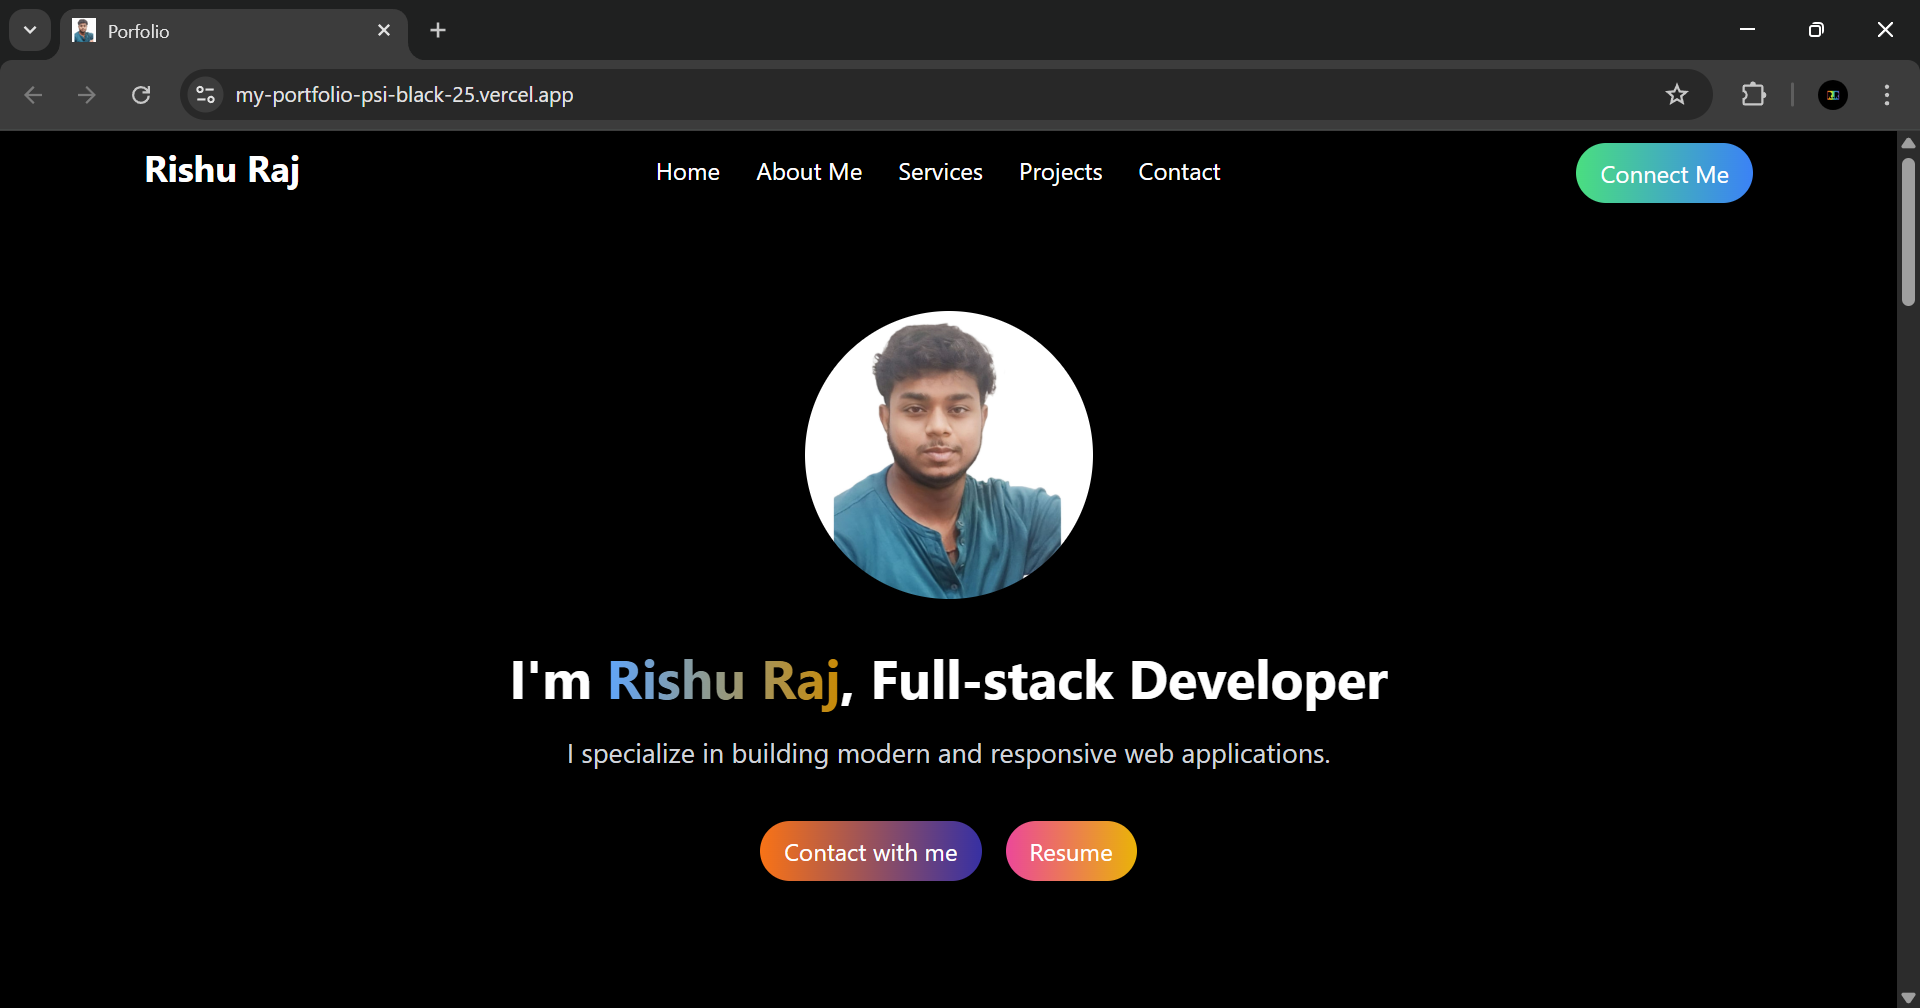 Porfolio
my-portfolio-psi-black-25.vercel.app
Rishu Raj
Home About Me Services Projects Contact
Connect Me
I'm Rishu Raj, Full-stack Developer
I specialize in building modern and responsive web applications.
Contact with me
Resume